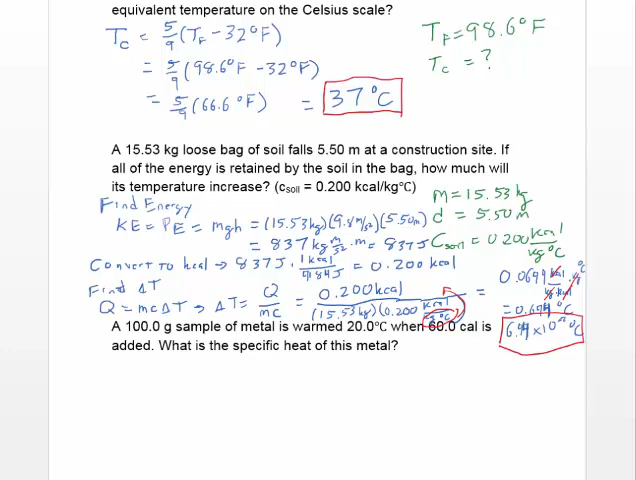 equivalent temperature on the Celsius scale?
T_C = 5/9 (T_F - 32°F)
T_F = 98.6°F
= 5/9 (98.6°F - 32°F)
T_C = ?
= 5/9 (66.6°F) = 37°C
A 15.53 kg loose bag of soil falls 5.50 m at a construction site. If
all of the energy is retained by the soil in the bag, how much will
its temperature increase? (c_soil = 0.200 kcal/kg°C)
m = 15.53 kg
Find Energy
d = 5.50 m
KE = PE = mgh = (15.53 kg)(9.8 m/s²)(5.50 m)
C_soil = 0.200 kcal/kg°C
= 837 kg m/s² · m = 837 J
Convert to kcal → 837 J · 1 kcal/4184 J = 0.200 kcal
Find ΔT
Q = mcΔT → ΔT = Q/mc = 0.200 kcal/(15.53 kg)(0.200 kcal/kg°C) =
6.44 × 10⁻² °C
A 100.0 g sample of metal is warmed 20.0°C when 60.0 cal is
added. What is the specific heat of this metal?